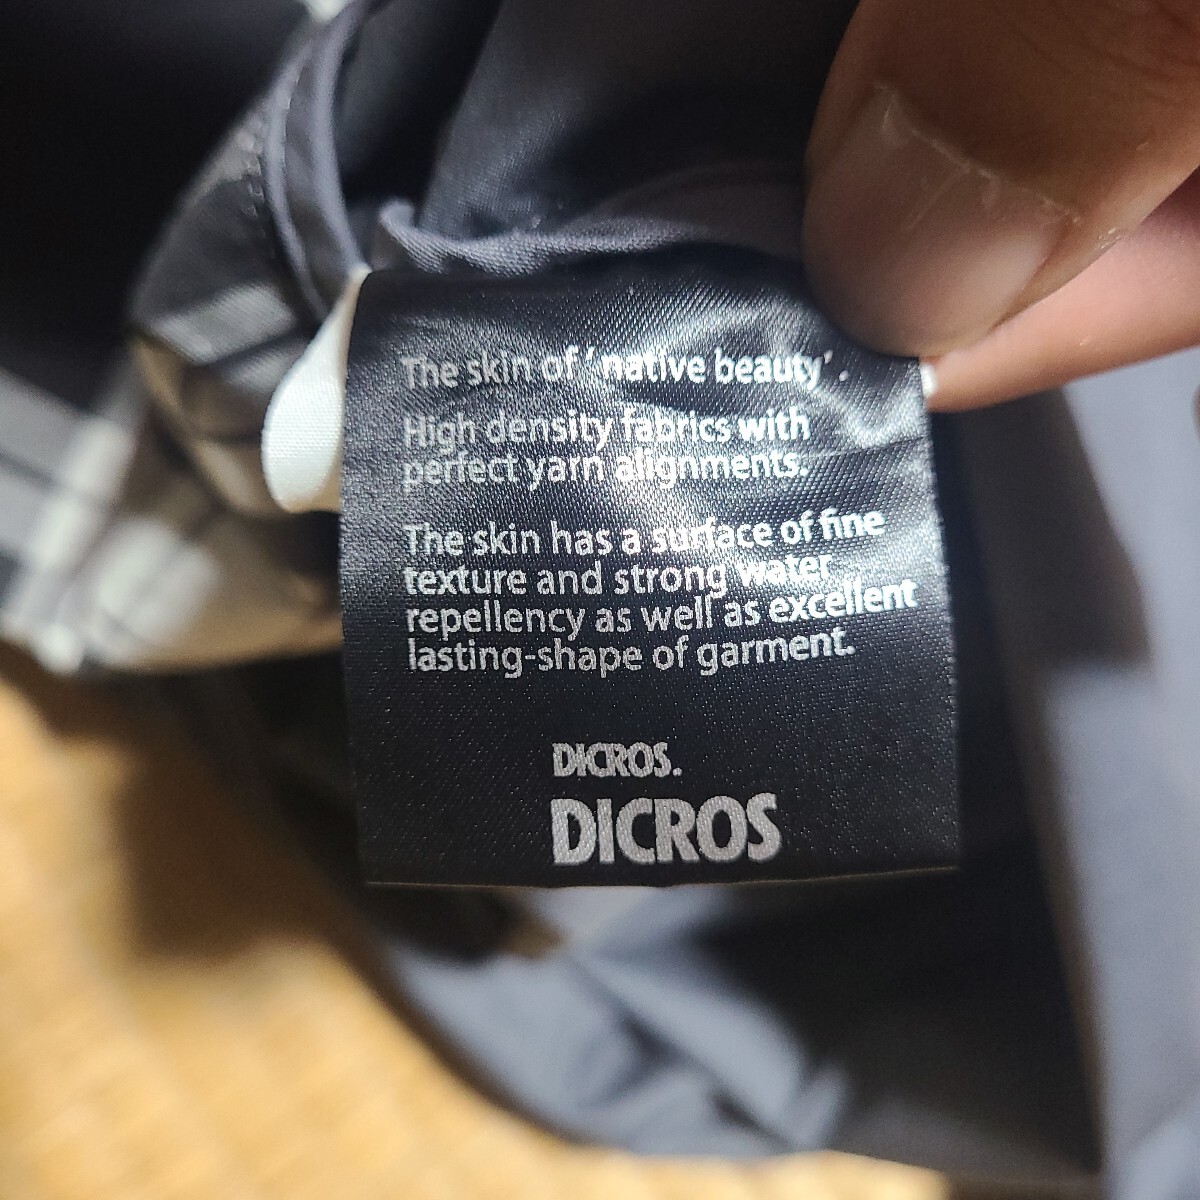 The skin of 'native beauty'.
High density fabrics with
perfect yarn alignments.
The skin has a surface of fine
texture and strong water
repellency as well as excellent
lasting-shape of garment.
DICROS.
DICROS